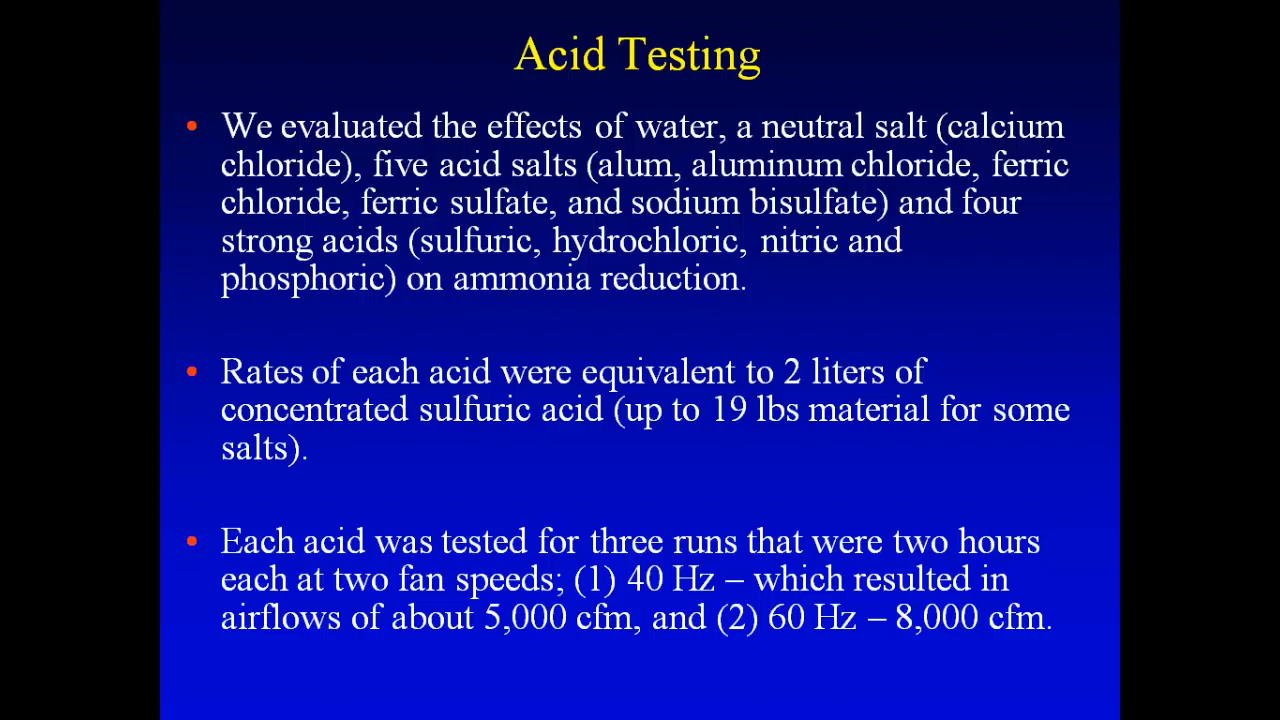 Acid Testing
• We evaluated the effects of water, a neutral salt (calcium
chloride), five acid salts (alum, aluminum chloride, ferric
chloride, ferric sulfate, and sodium bisulfate) and four
strong acids (sulfuric, hydrochloric, nitric and
phosphoric) on ammonia reduction.
• Rates of each acid were equivalent to 2 liters of
concentrated sulfuric acid (up to 19 lbs material for some
salts).
• Each acid was tested for three runs that were two hours
each at two fan speeds; (1) 40 Hz – which resulted in
airflows of about 5,000 cfm, and (2) 60 Hz – 8,000 cfm.